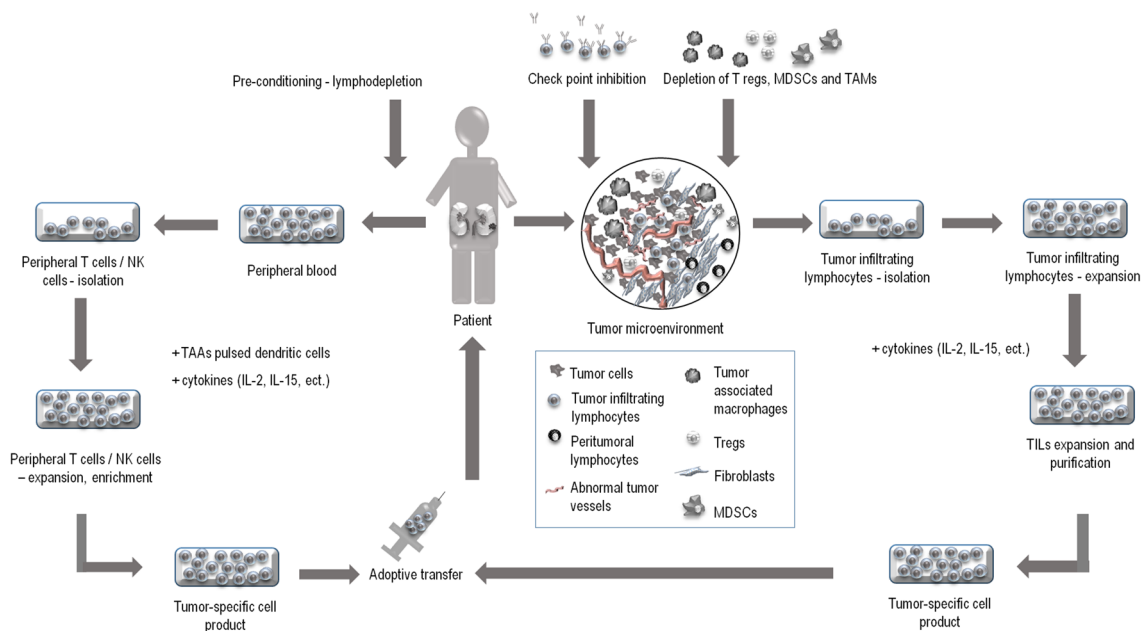 Check point inhibition
Depletion of T regs, MDSCs and TAMs
Pre-conditioning - lymphodepletion
Peripheral T cells / NK
cells - isolation
Peripheral blood
Patient
Tumor microenvironment
Tumor infiltrating
lymphocytes - isolation
Tumor infiltrating
lymphocytes - expansion
+TAAs pulsed dendritic cells
+cytokines (IL-2, IL-15, ect.)
+cytokines (IL-2, IL-15, ect.)
Tumor cells
Tumor infiltrating
lymphocytes
Peritumoral
lymphocytes
Abnormal tumor
vessels
Tumor
associated
macrophages
Tregs
Fibroblasts
MDSCs
Peripheral T cells / NK cells
– expansion, enrichment
TILs expansion and
purification
Adoptive transfer
Tumor-specific cell
product
Tumor-specific cell
product